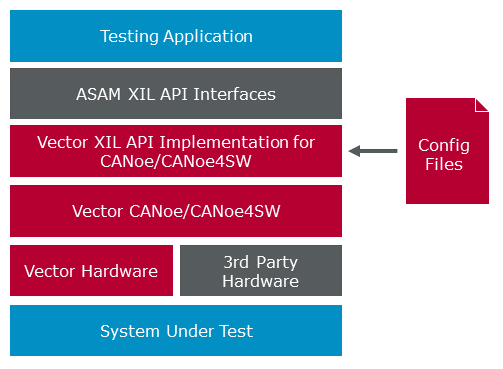 Testing Application
ASAM XIL API Interfaces
Vector XIL API Implementation for
CANoe/CANoe4SW
Config
Files
Vector CANoe/CANoe4SW
Vector Hardware
3rd Party
Hardware
System Under Test